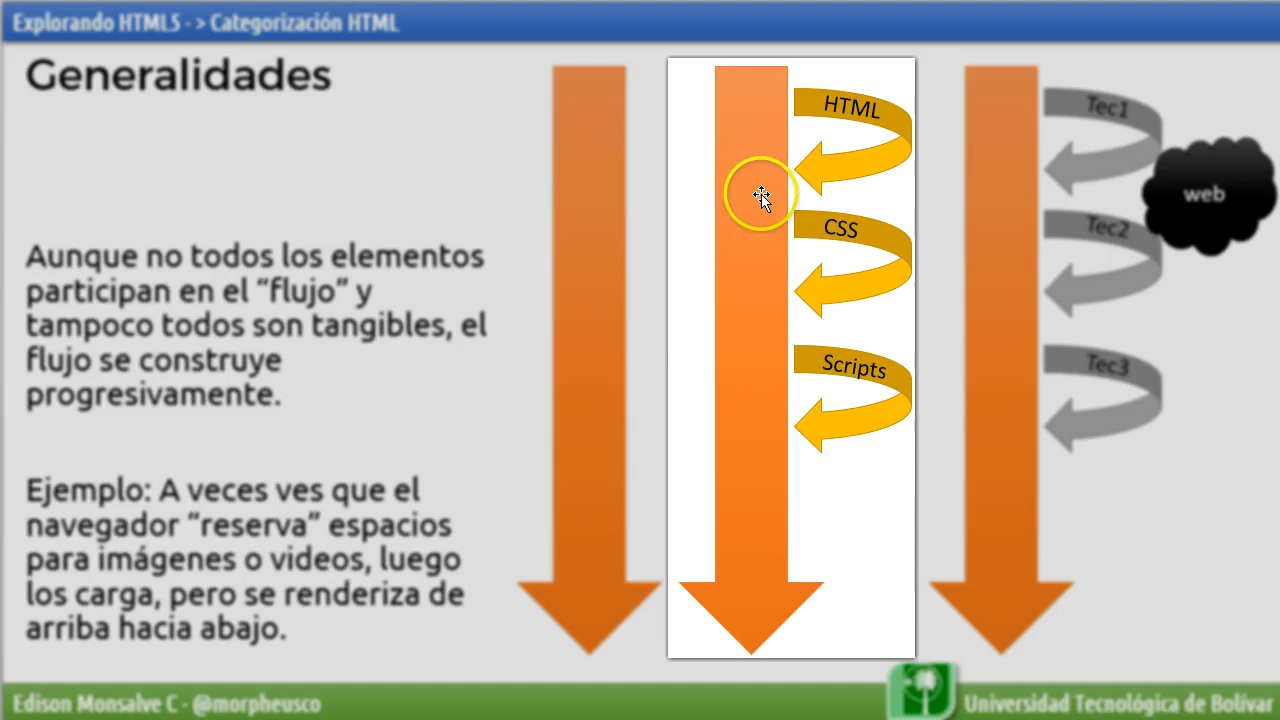 Explorando HTML5 - > Categorización HTML
Generalidades
Aunque no todos los elementos
participan en el “flujo” y
tampoco todos son tangibles, el
flujo se construye
progresivamente.
Ejemplo: A veces ves que el
navegador “reserva” espacios
para imágenes o videos, luego
los carga, pero se renderiza de
arriba hacia abajo.
HTML
CSS
Scripts
Tec1
Tec2
Tec3
web
Edison Monsalve C - @morpheusco
Universidad Tecnológica de Bolívar